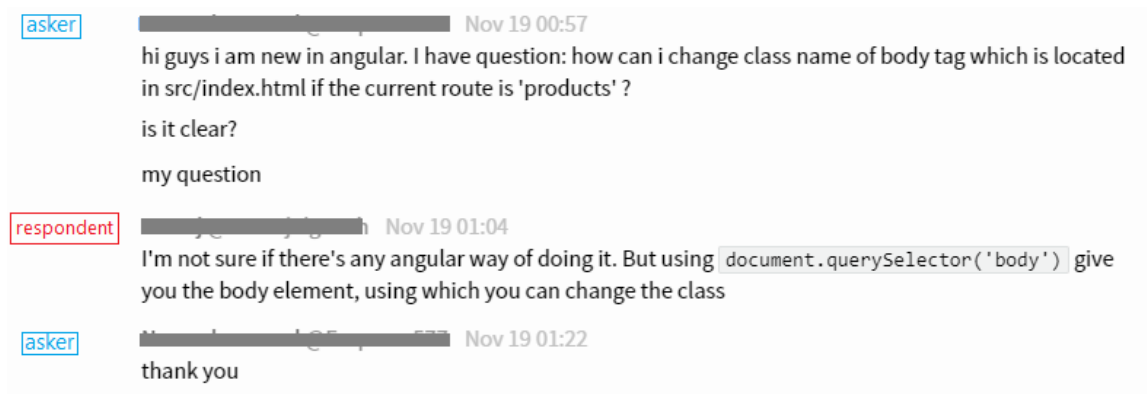 asker
Nov 19 00:57
hi guys i am new in angular. I have question: how can i change class name of body tag which is located
in src/index.html if the current route is 'products' ?
is it clear?
my question
respondent
Nov 19 01:04
I'm not sure if there's any angular way of doing it. But using document.querySelector('body') give
you the body element, using which you can change the class
asker
Nov 19 01:22
thank you